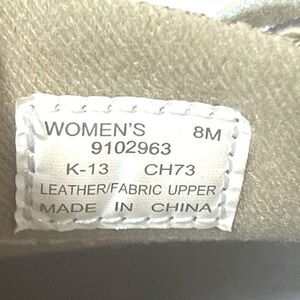 WOMEN'S 8M
9102963
K-13 CH73
LEATHER/FABRIC UPPER
MADE IN CHINA